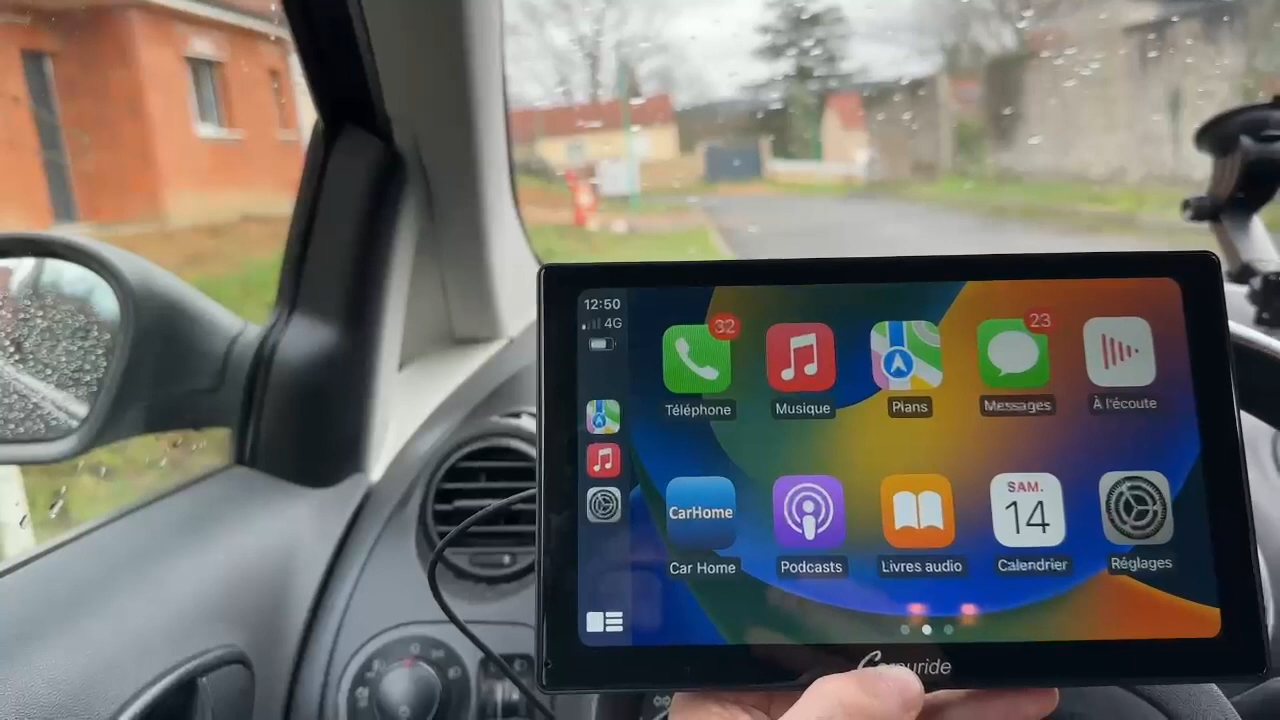 12:50
4G
32
23
Téléphone
Musique
Plans
Messages
À l'écoute
CarHome
SAM.
14
Car Home
Podcasts
Livres audio
Calendrier
Réglages
Carpuride